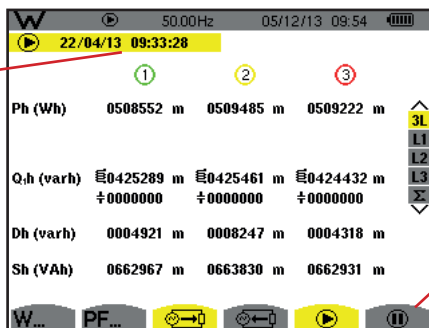 W 50.00Hz 05/12/13 09:54
22/04/13 09:33:28
1 2 3
Ph (Wh) 0508552 m 0509485 m 0509222 m
3L
L1
L2
Q₁h (varh) 0425289 m 0425461 m 0424432 m
L3
÷0000000 ÷0000000 ÷0000000
Σ
Dh (varh) 0004921 m 0008247 m 0004318 m
Sh (VAh) 0662967 m 0663830 m 0662931 m
W... PF...